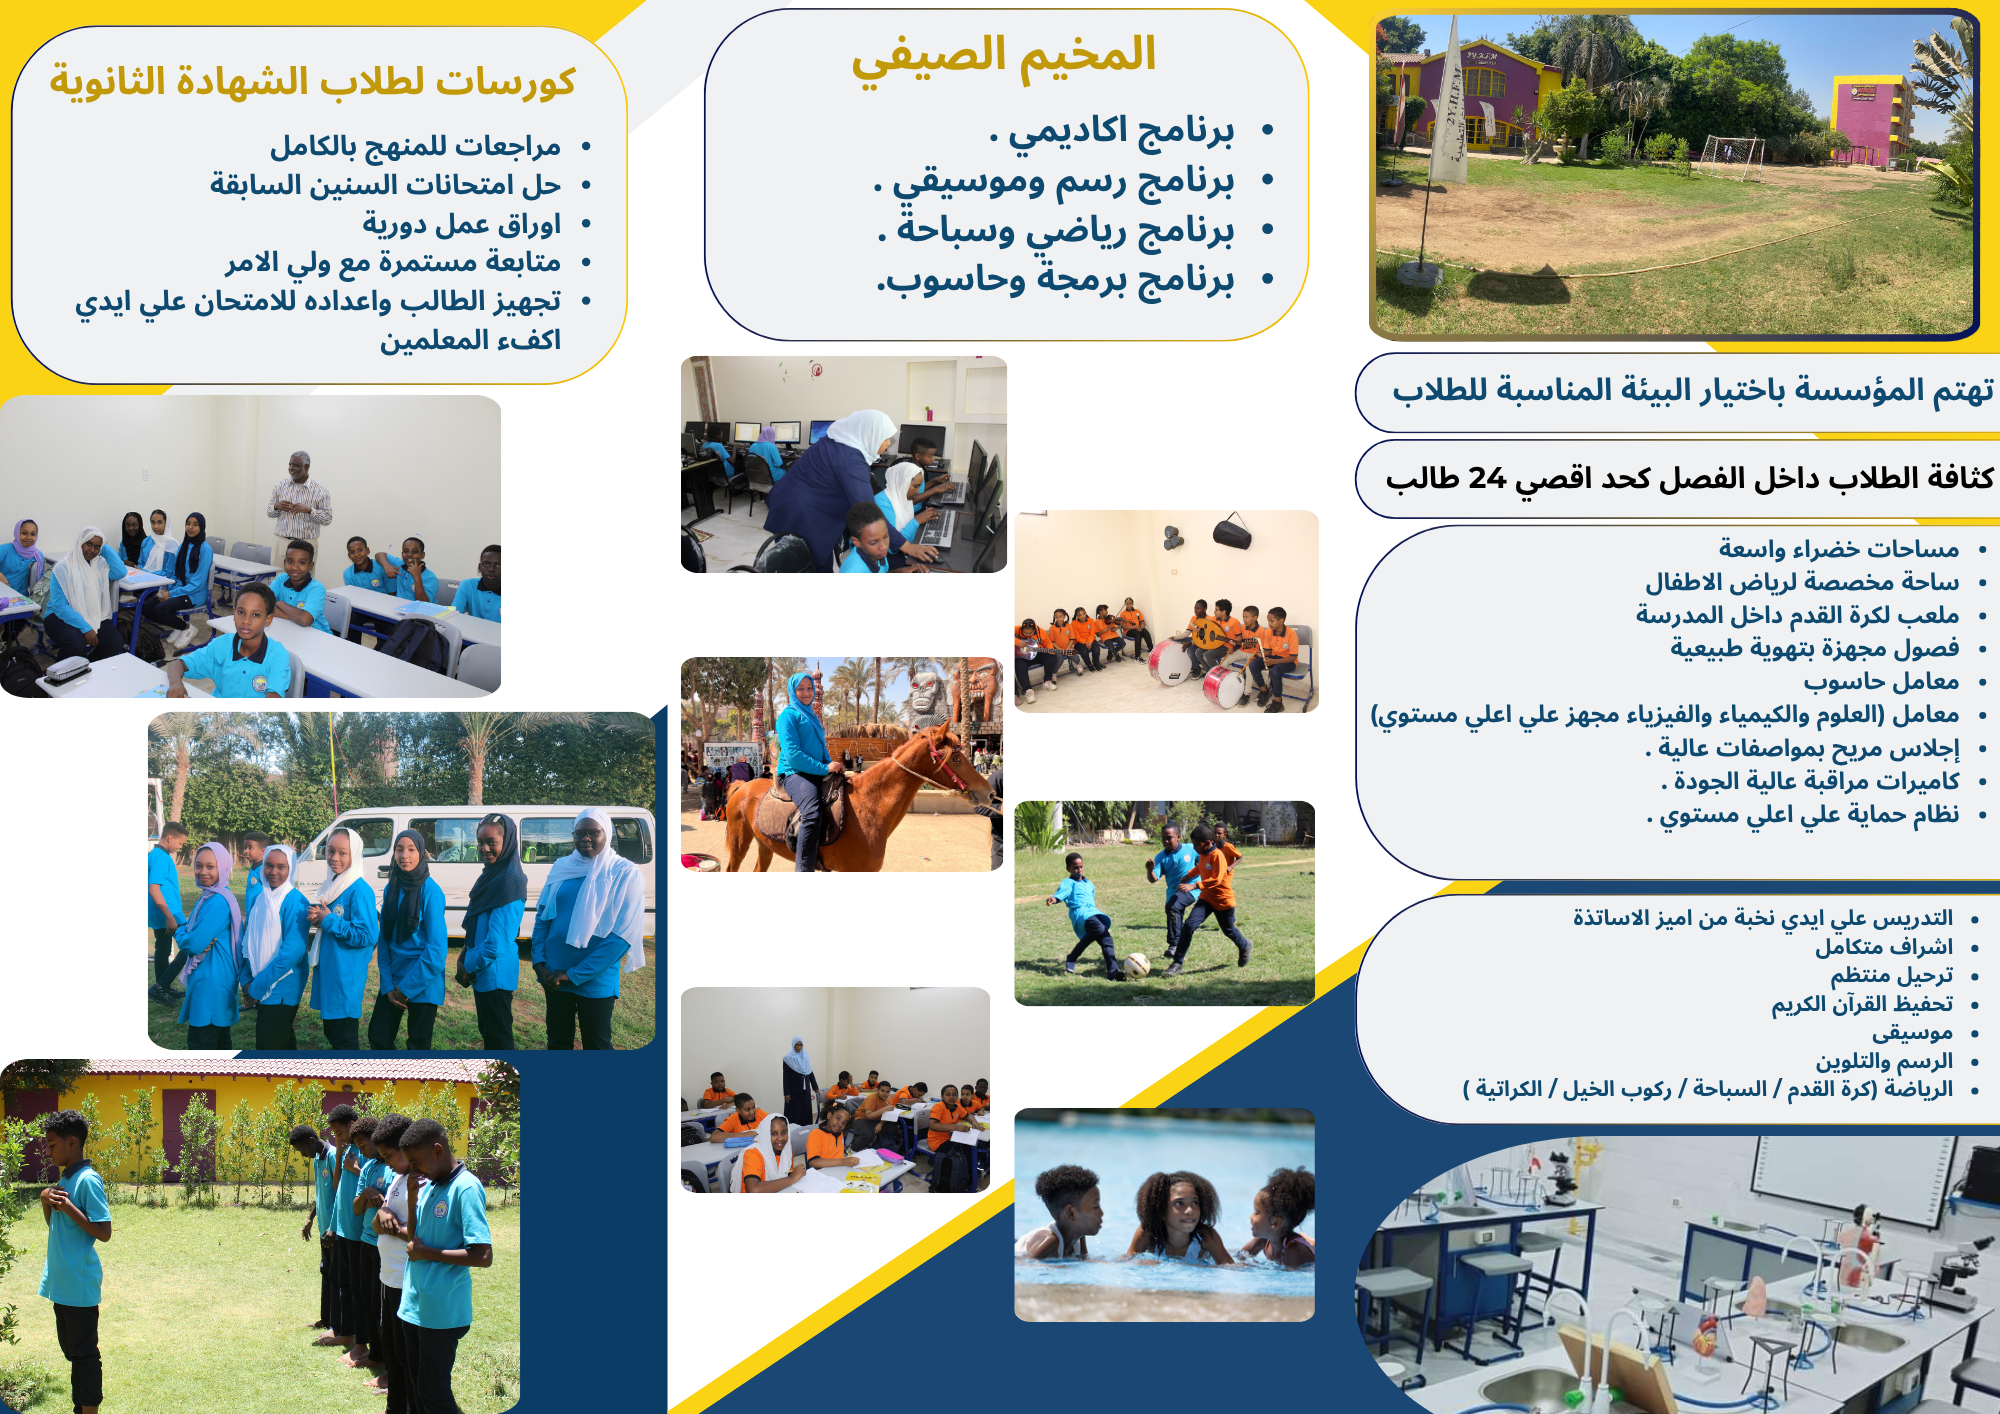 تهتم المؤسسة باختيار البيئة المناسبة للطلاب
كثافة الطلاب داخل الفصل كحد اقصي 24 طالب
• مساحات خضراء واسعة
• ساحة مخصصة لرياض الاطفال
• ملعب لكرة القدم داخل المدرسة
• فصول مجهزة بتهوية طبيعية
• معامل حاسوب
• معامل (العلوم والكيمياء والفيزياء مجهز علي اعلي مستوي)
• إجلاس مريح بمواصفات عالية .
• كاميرات مراقبة عالية الجودة .
• نظام حماية علي اعلي مستوي .
• التدريس علي ايدي نخبة من اميز الاساتذة
• اشراف متكامل
• ترحيل منتظم
• تحفيظ القرآن الكريم
• موسيقى
• الرسم والتلوين
• الرياضة (كرة القدم / السباحة / ركوب الخيل / الكراتية )
المخيم الصيفي
• برنامج اكاديمي .
• برنامج رسم وموسيقي .
• برنامج رياضي وسباحة .
• برنامج برمجة وحاسوب.
كورسات لطلاب الشهادة الثانوية
• مراجعات للمنهج بالكامل
• حل امتحانات السنين السابقة
• اوراق عمل دورية
• متابعة مستمرة مع ولي الامر
• تجهيز الطالب واعداده للامتحان علي ايدي
اكفء المعلمين